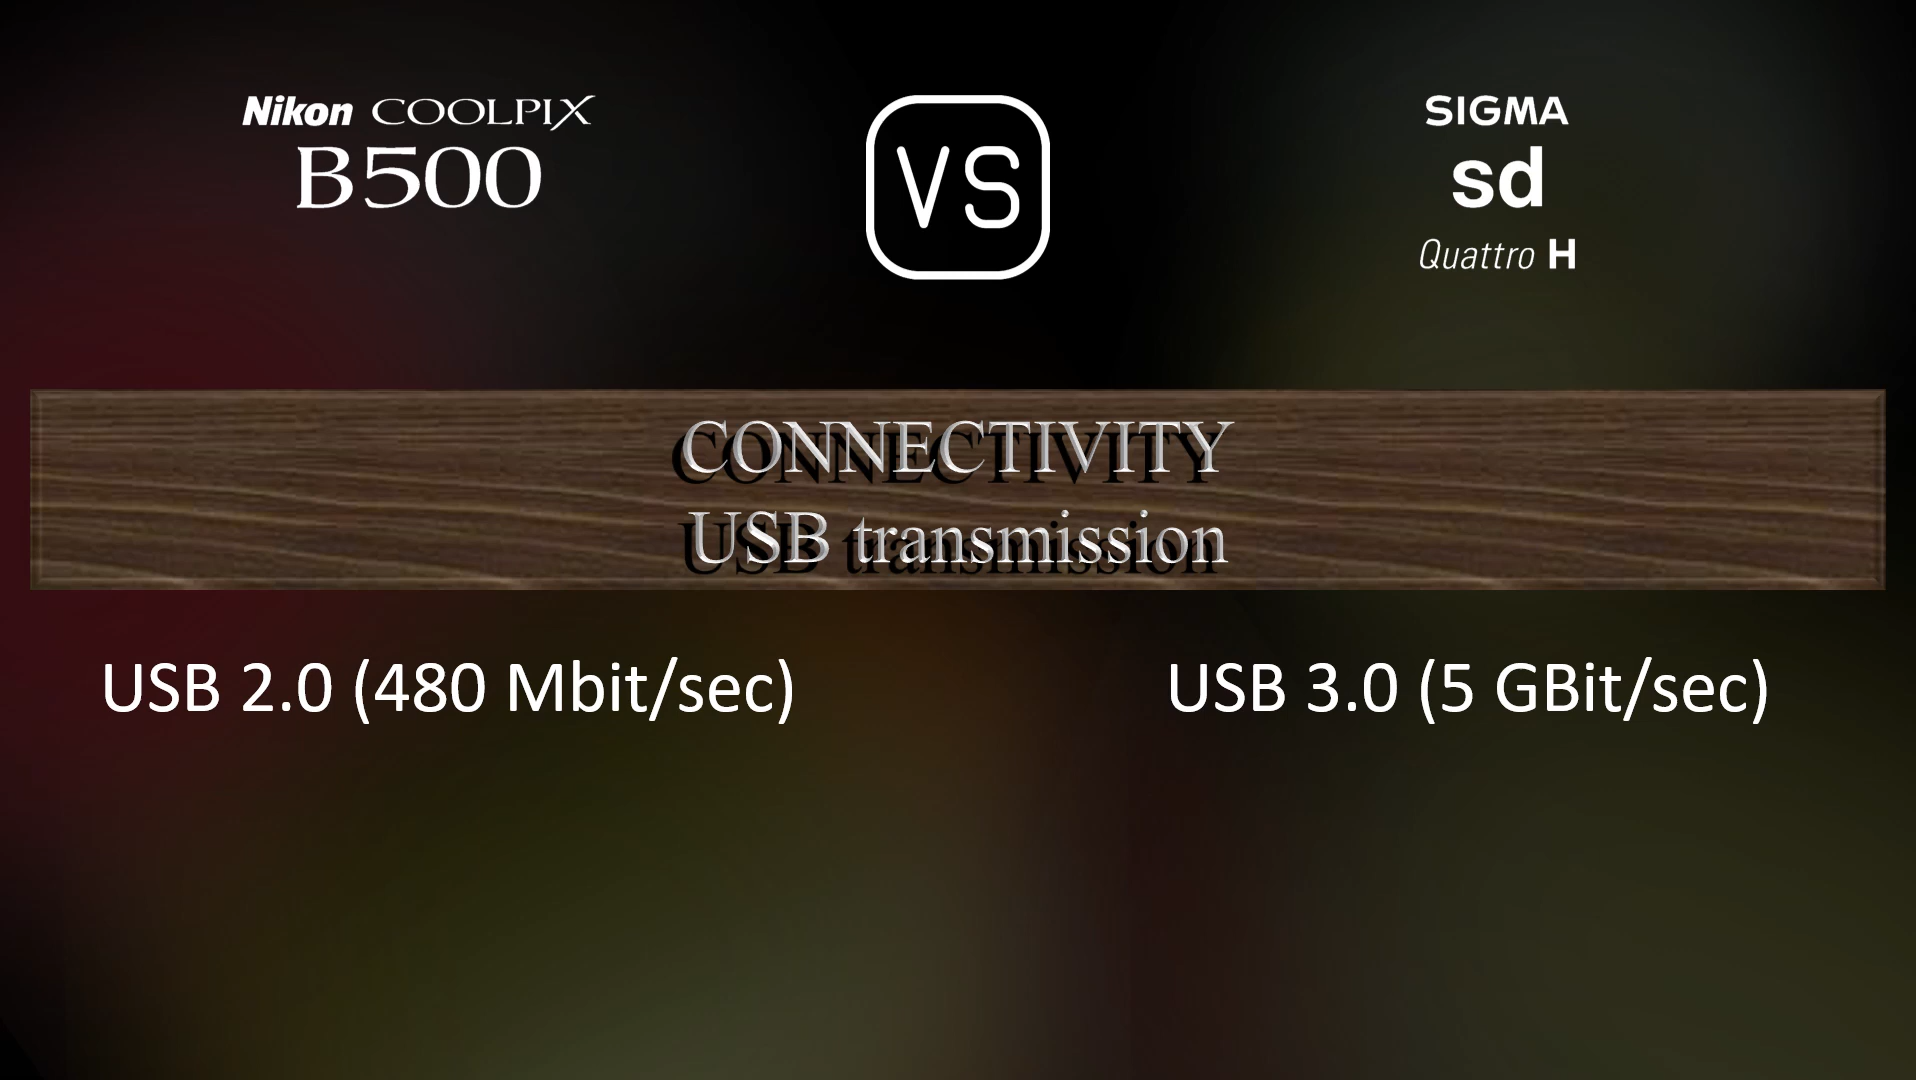 Nikon COOLPIX
B500
VS
SIGMA
sd
Quattro H
CONNECTIVITY
USB transmission
USB 2.0 (480 Mbit/sec)
USB 3.0 (5 GBit/sec)